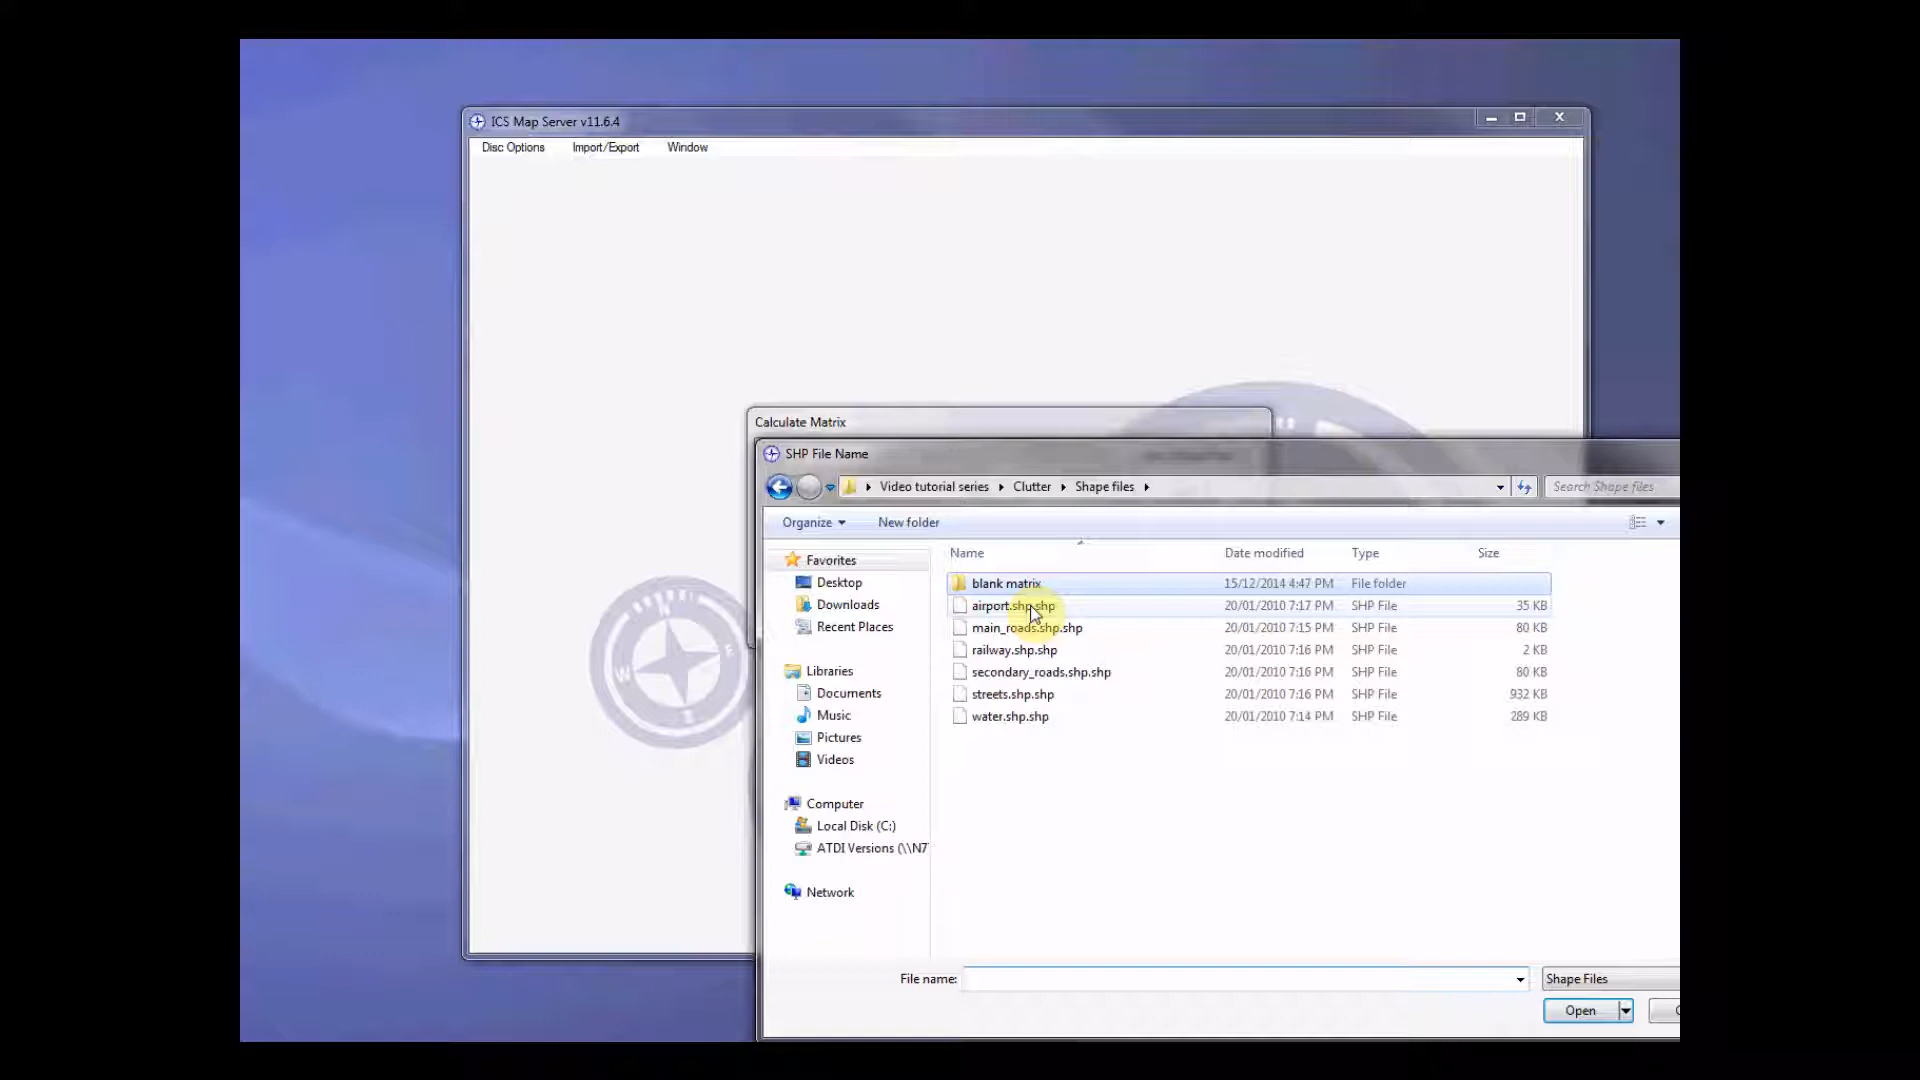 ICS Map Server v11.6.4
Disc Options Import/Export Window
Calculate Matrix
SHP File Name
Video tutorial series Clutter Shape files Search Shape files
Organize New folder
Name Date modified Type Size
Favorites
Desktop
Downloads
Recent Places
Libraries
Documents
Music
Pictures
Videos
Computer
Local Disk (C:)
ATDI Versions (\\N7
Network
blank matrix 15/12/2014 4:47 PM File folder
airport.shp.shp 20/01/2010 7:17 PM SHP File 35 KB
main_roads.shp.shp 20/01/2010 7:15 PM SHP File 80 KB
railway.shp.shp 20/01/2010 7:16 PM SHP File 2 KB
secondary_roads.shp.shp 20/01/2010 7:16 PM SHP File 80 KB
streets.shp.shp 20/01/2010 7:16 PM SHP File 932 KB
water.shp.shp 20/01/2010 7:14 PM SHP File 289 KB
File name: Shape Files
Open